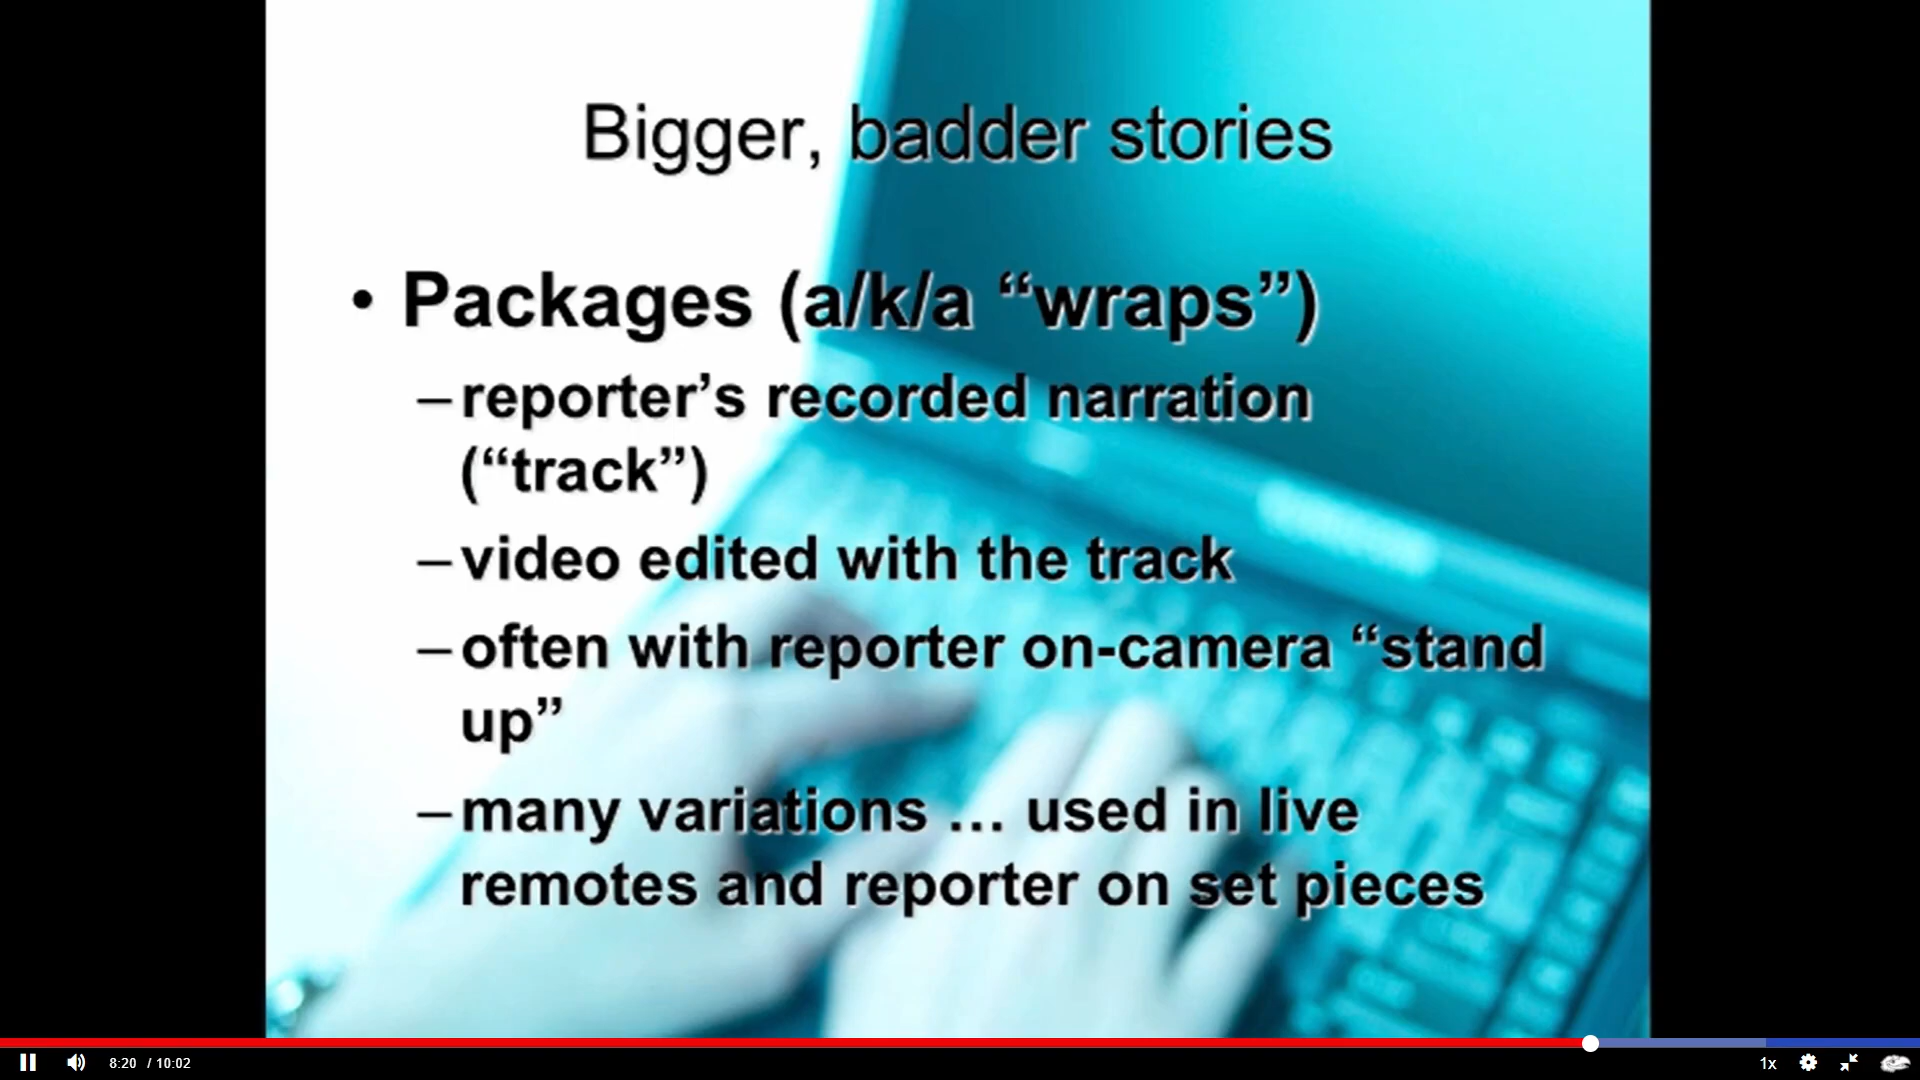 Bigger, badder stories
• Packages (a/k/a “wraps”)
–reporter’s recorded narration
(“track”)
–video edited with the track
–often with reporter on-camera “stand
up”
–many variations … used in live
remotes and reporter on set pieces
8:20 / 10:02
1x